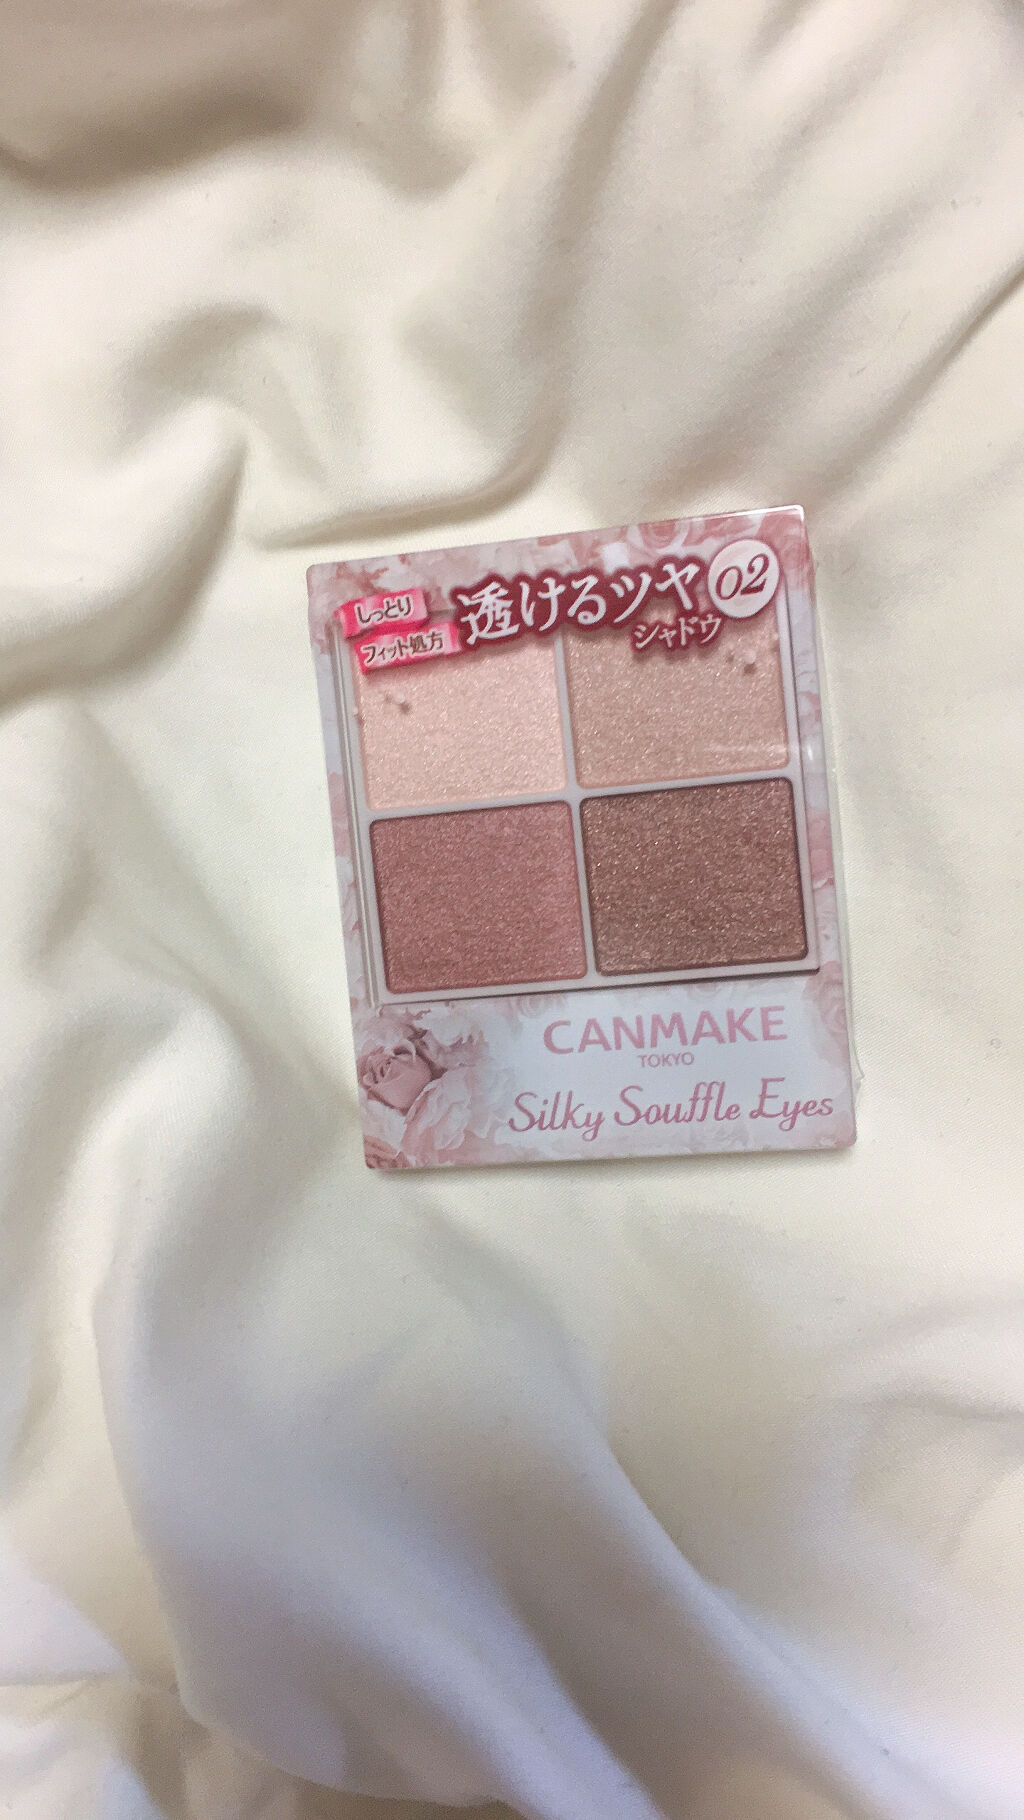 しっとり
フィット処方
透けるツヤ
シャドウ
02
CANMAKE
TOKYO
Silky Souffle Eyes